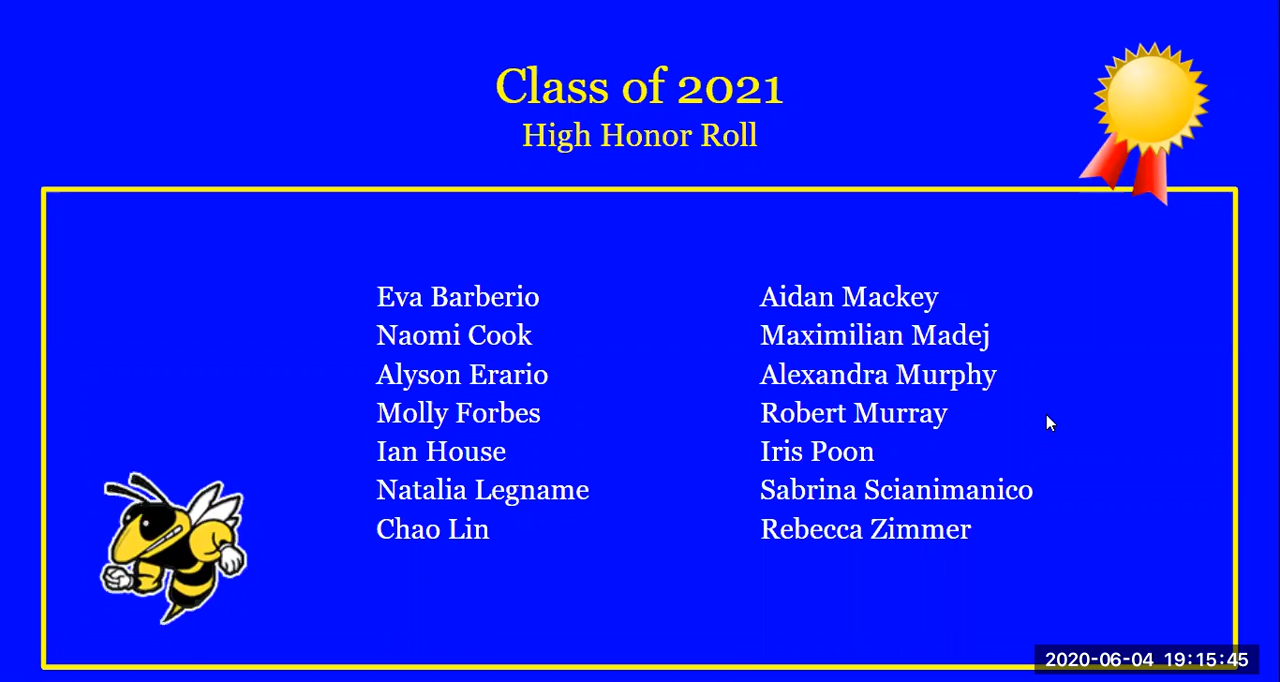 Class of 2021
High Honor Roll
Eva Barberio
Naomi Cook
Alyson Erario
Molly Forbes
Ian House
Natalia Legname
Chao Lin
Aidan Mackey
Maximilian Madej
Alexandra Murphy
Robert Murray
Iris Poon
Sabrina Scianimanico
Rebecca Zimmer
2020-06-04 19:15:45